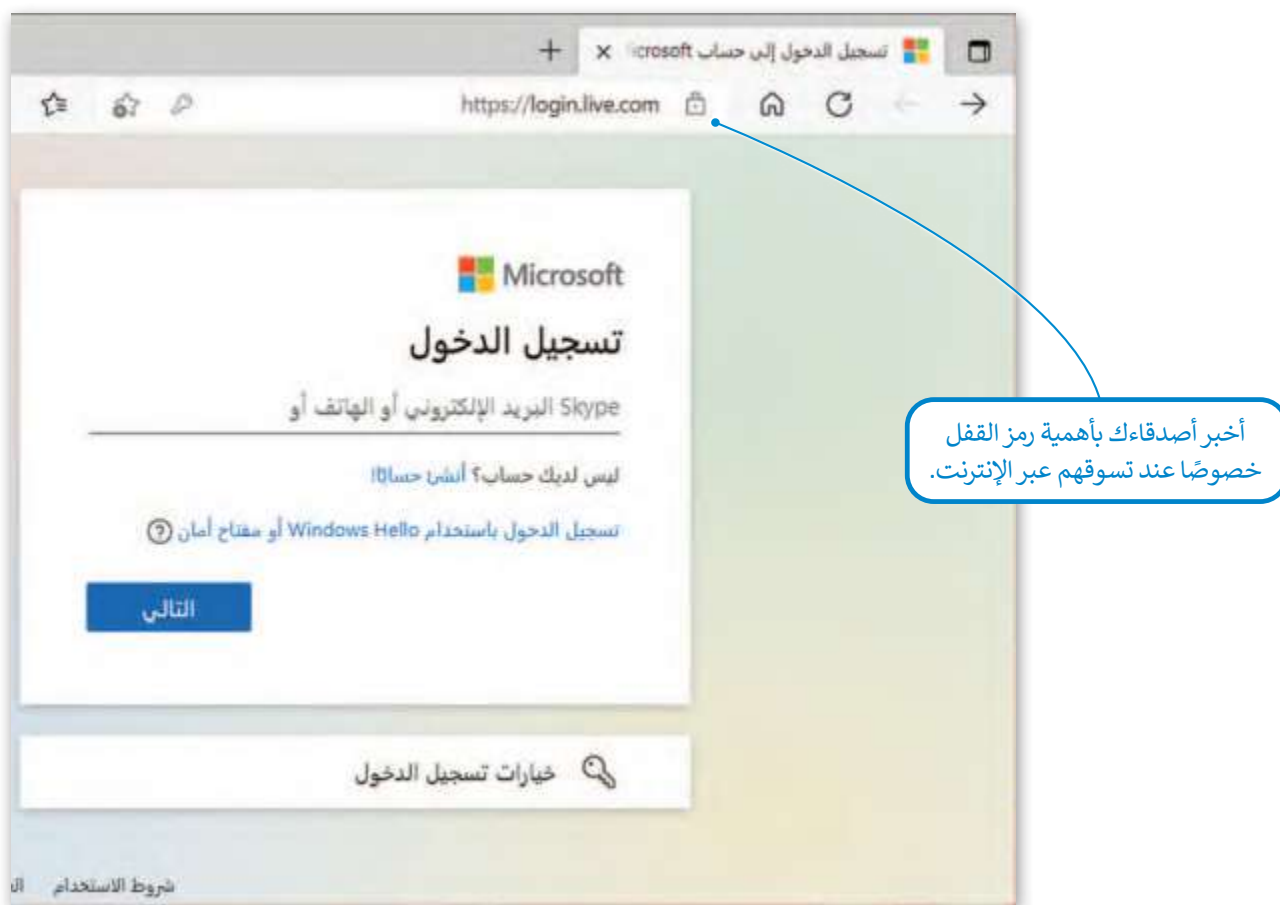 تسجيل الدخول إلى حساب Microsoft
https://login.live.com
Microsoft
تسجيل الدخول
Skype البريد الإلكتروني أو الهاتف أو
ليس لديك حساب؟ أنشئ حسابًا!
تسجيل الدخول باستخدام Windows Hello أو مفتاح أمان
التالي
أخبر أصدقاءك بأهمية رمز القفل
خصوصًا عند تسوقهم عبر الإنترنت.
خيارات تسجيل الدخول
شروط الاستخدام